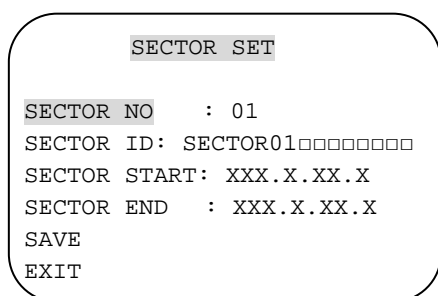 SECTOR SET
SECTOR NO : 01
SECTOR ID: SECTOR01□□□□□□□□
SECTOR START: XXX.X.XX.X
SECTOR END : XXX.X.XX.X
SAVE
EXIT